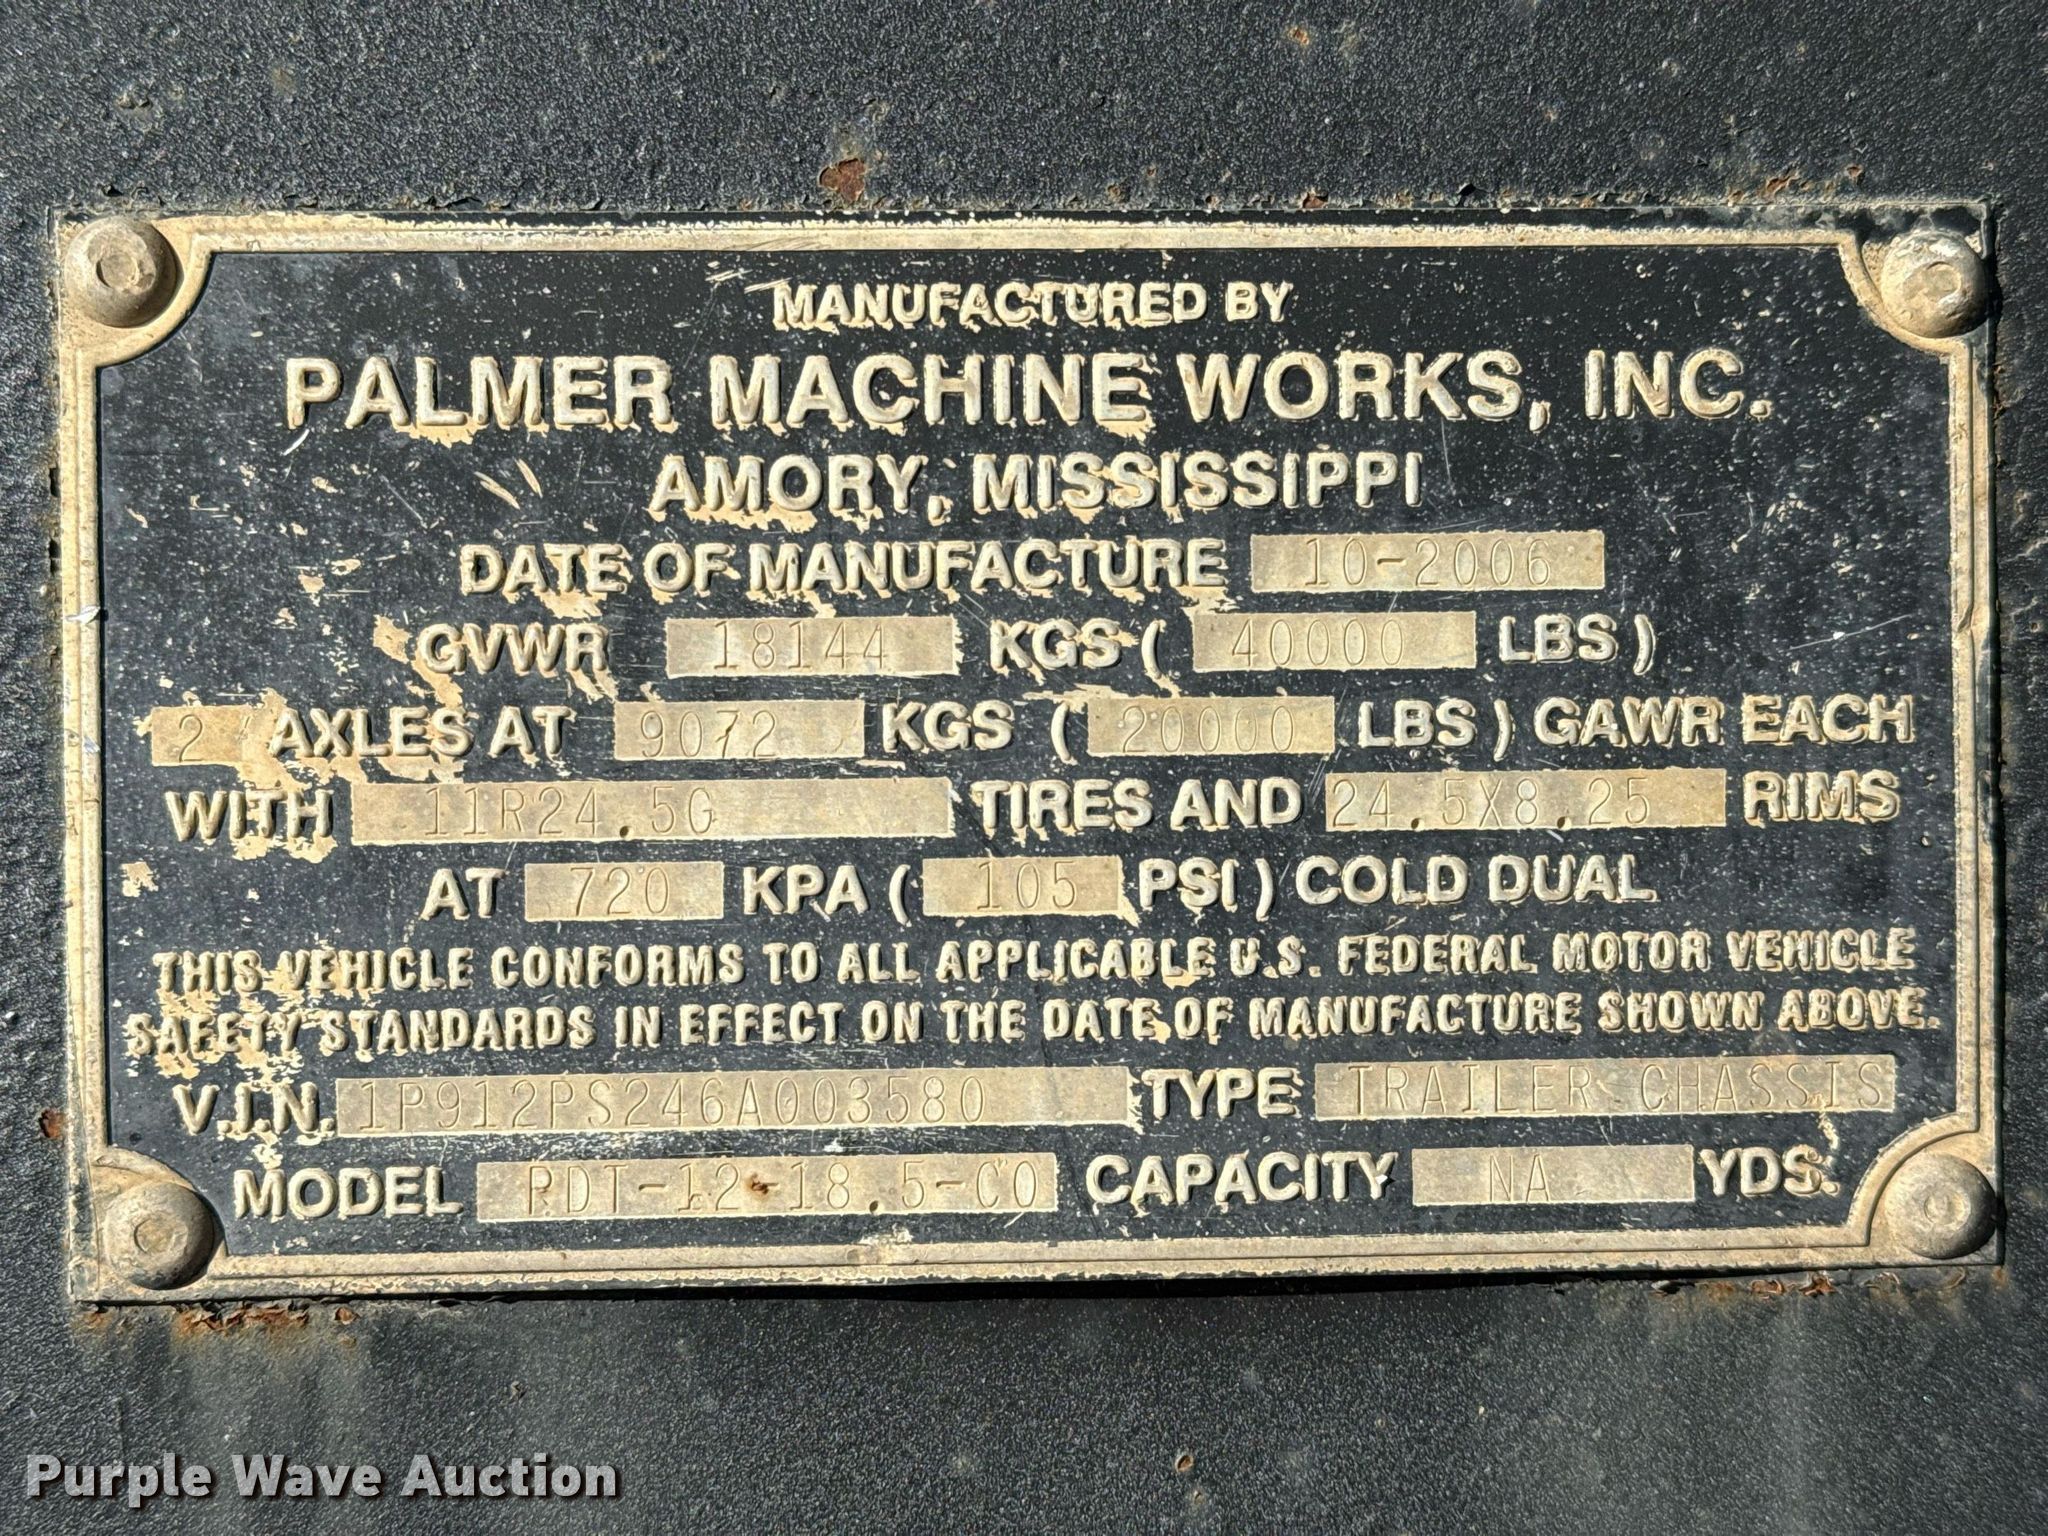 MANUFACTURED BY
PALMER MACHINE WORKS, INC.
AMORY, MISSISSIPPI
DATE OF MANUFACTURE 10-2006
GVWR 18144 KGS ( 40000 LBS )
2 AXLES AT 9072 KGS ( 20000 LBS ) GAWR EACH
WITH 11R24.5G TIRES AND 24.5X8.25 RIMS
AT 720 KPA ( 105 PSI ) COLD DUAL
THIS VEHICLE CONFORMS TO ALL APPLICABLE U.S. FEDERAL MOTOR VEHICLE
SAFETY STANDARDS IN EFFECT ON THE DATE OF MANUFACTURE SHOWN ABOVE.
V.I.N. 1P912PS246A003580 TYPE TRAILER CHASSIS
MODEL PDT-12-18.5-CO CAPACITY NA YDS.
Purple Wave Auction